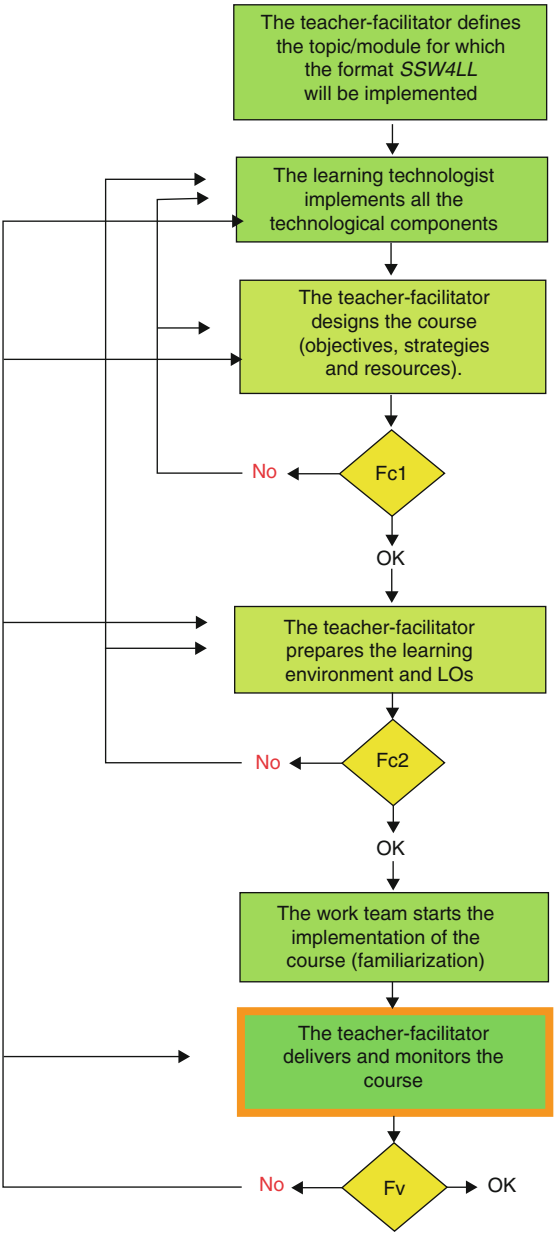 The teacher-facilitator defines
the topic/module for which
the format SSW4LL
will be implemented
The learning technologist
implements all the
technological components
The teacher-facilitator
designs the course
(objectives, strategies
and resources).
No
Fc1
OK
The teacher-facilitator
prepares the learning
environment and LOs
No
Fc2
OK
The work team starts the
implementation of the
course (familiarization)
The teacher-facilitator
delivers and monitors the
course
No
Fv
OK